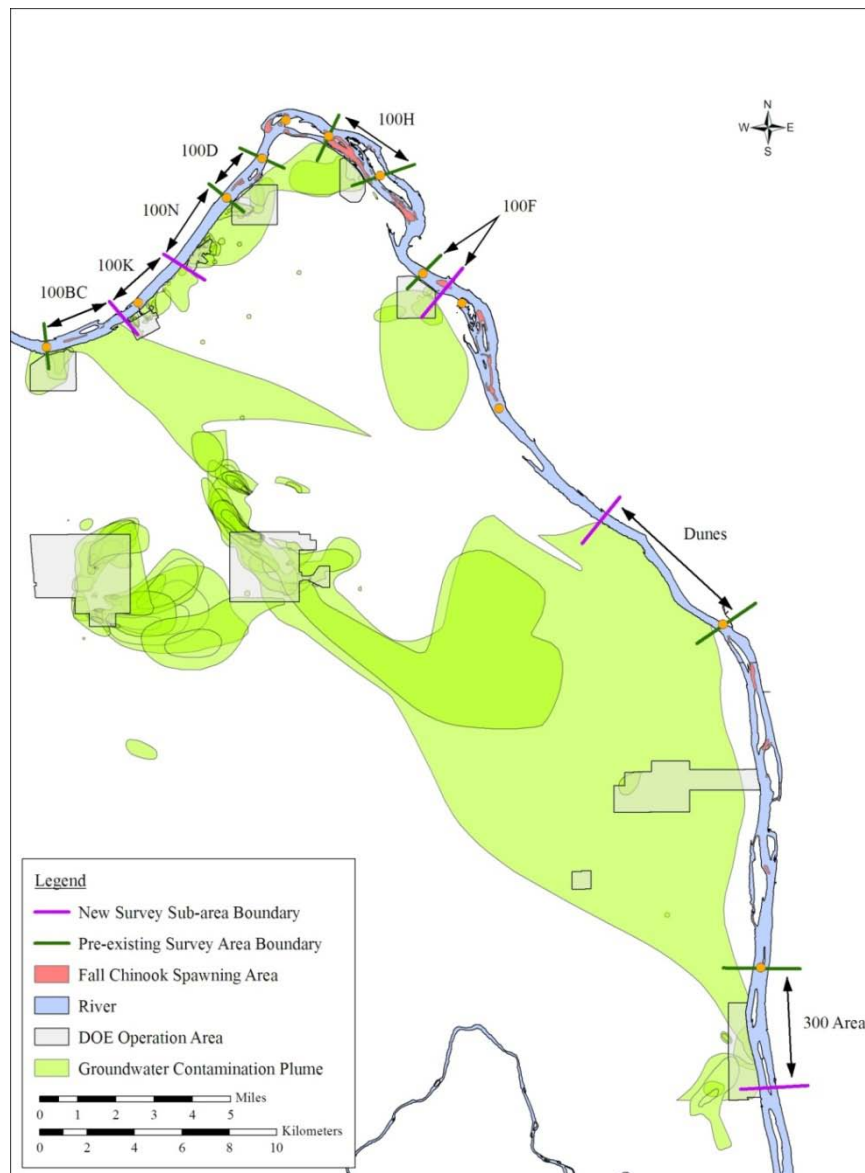 N
W E
S
100H
100D
100N
100F
100K
100BC
Dunes
Legend
New Survey Sub-area Boundary
Pre-existing Survey Area Boundary
Fall Chinook Spawning Area
River
DOE Operation Area
Groundwater Contamination Plume
Miles
0 1 2 3 4 5
Kilometers
0 2 4 6 8 10
300 Area